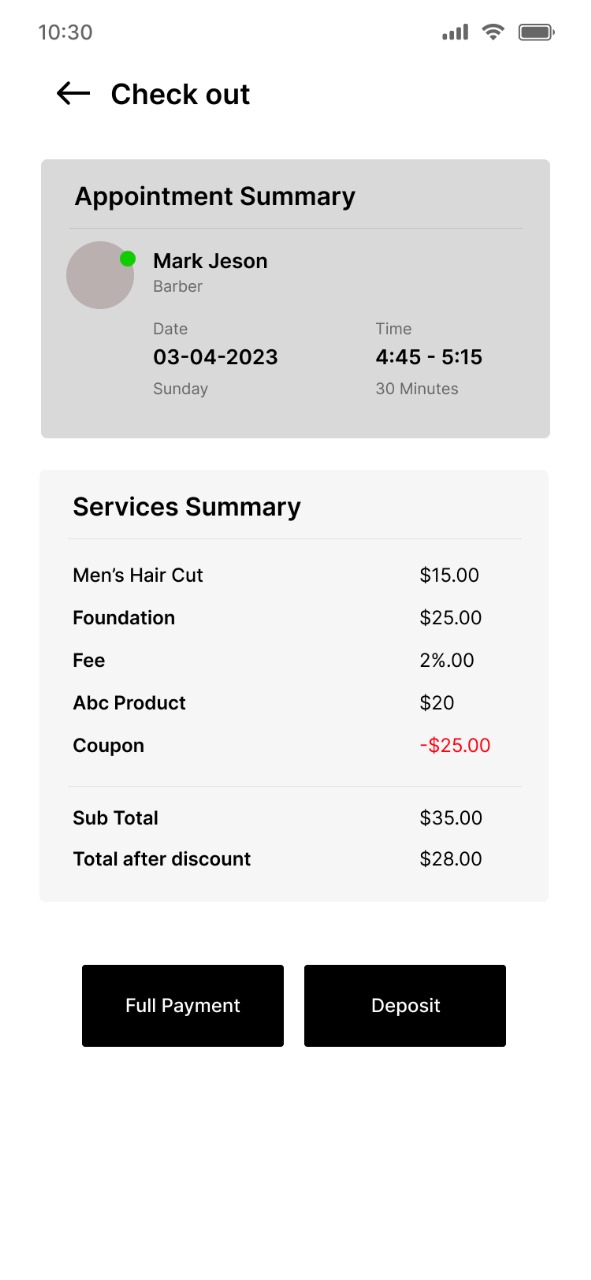 10:30
Check out
Appointment Summary
Mark Jeson
Barber
Date Time
03-04-2023 4:45 - 5:15
Sunday 30 Minutes
Services Summary
Men’s Hair Cut $15.00
Foundation $25.00
Fee 2%.00
Abc Product $20
Coupon -$25.00
Sub Total $35.00
Total after discount $28.00
Full Payment Deposit